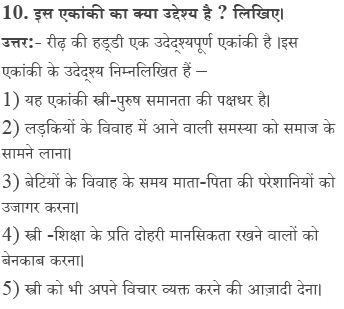 10. इस एकांकी का क्या उद्देश्य है ? लिखिए।
उत्तर:- रीढ़ की हड्डी एक उदेद्श्यपूर्ण एकांकी है ।इस
एकांकी के उदेद्श्य निम्नलिखित हैं –
1) यह एकांकी स्त्री-पुरुष समानता की पक्षधर है।
2) लड़कियों के विवाह में आने वाली समस्या को समाज के
सामने लाना।
3) बेटियों के विवाह के समय माता-पिता की परेशानियों को
उजागर करना।
4) स्त्री -शिक्षा के प्रति दोहरी मानसिकता रखने वालों को
बेनकाब करना।
5) स्त्री को भी अपने विचार व्यक्त करने की आज़ादी देना।